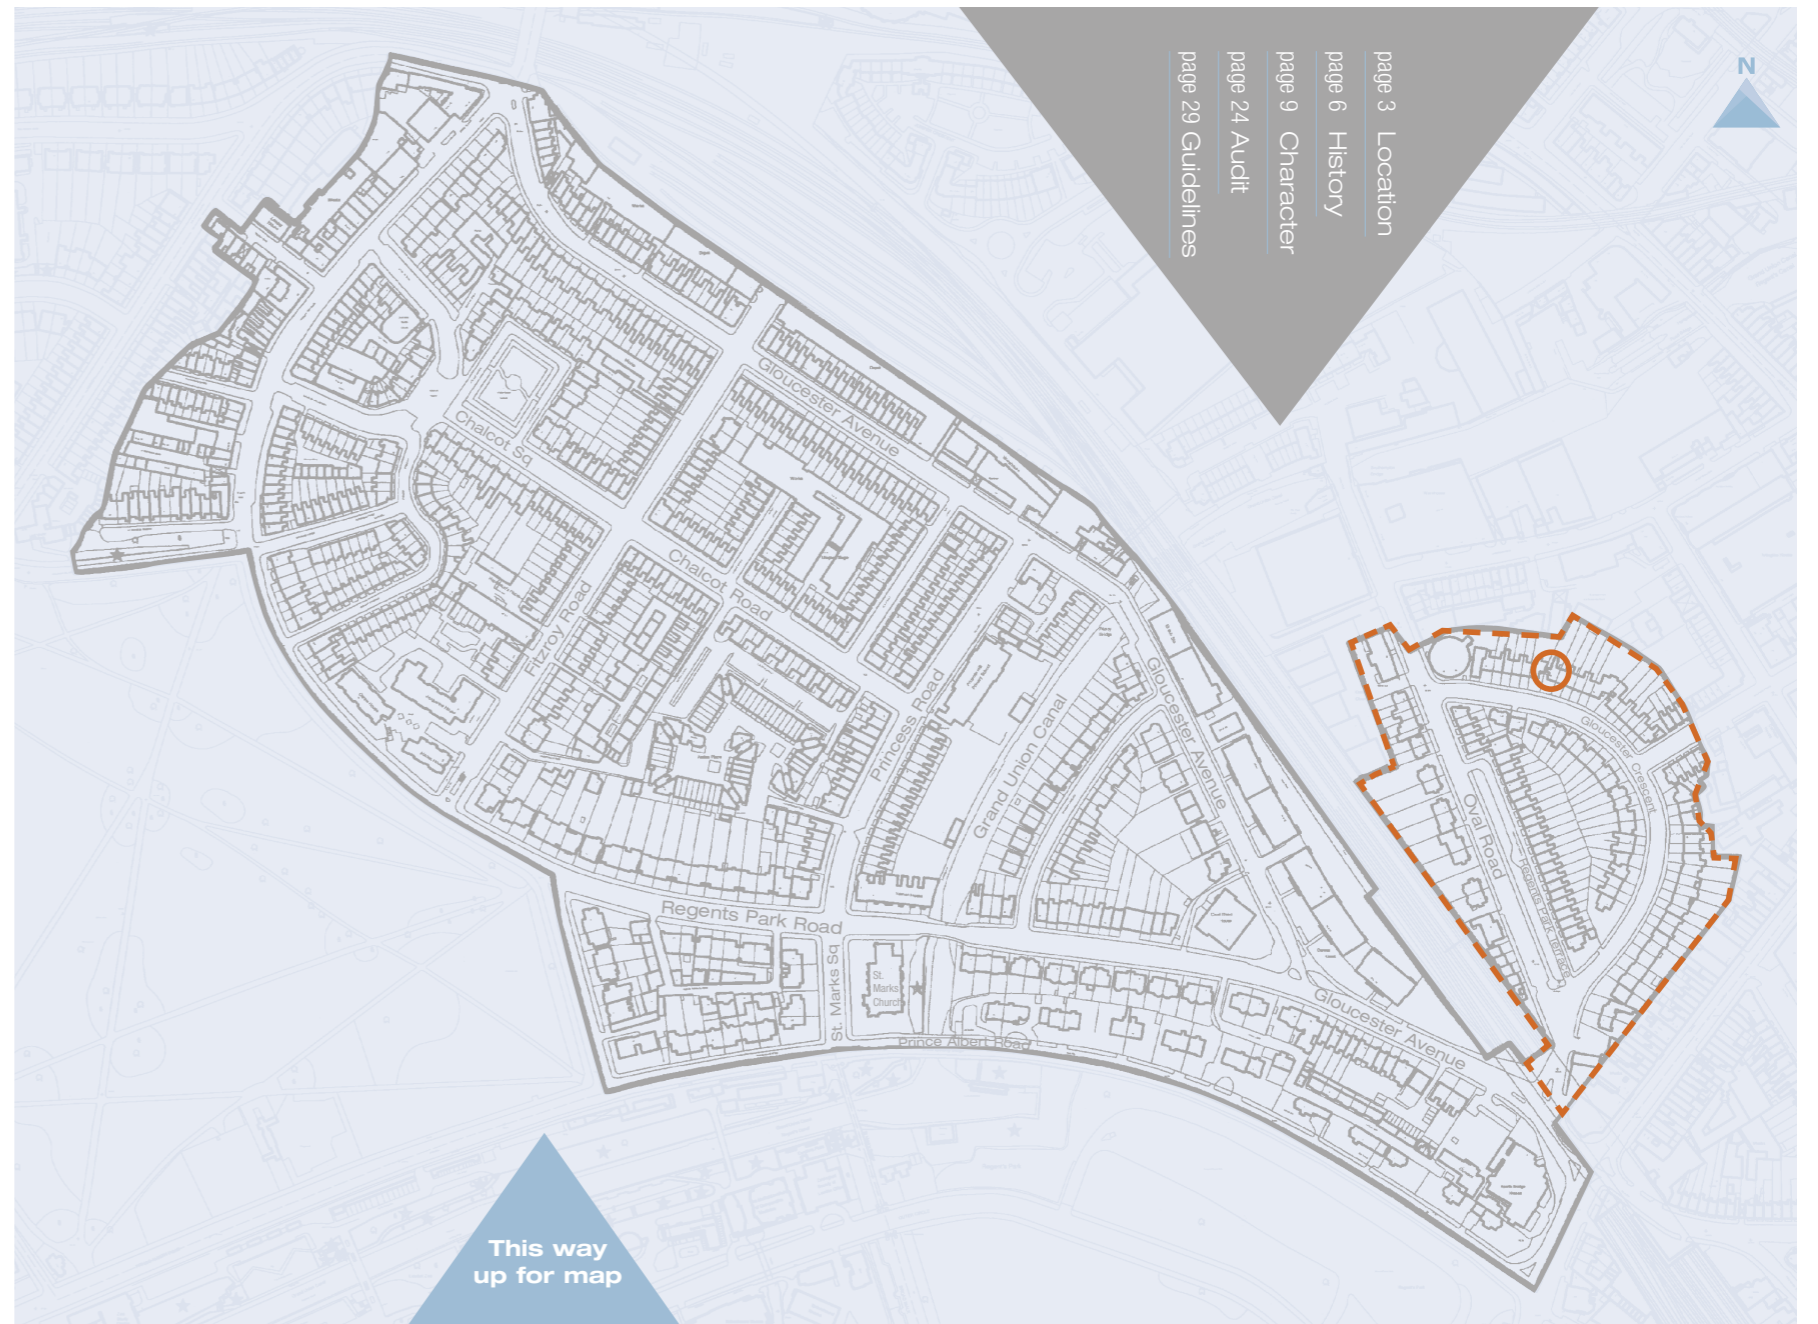 page 3 Location
page 6 History
page 9 Character
page 24 Audit
page 29 Guidelines
N
Gloucester Avenue
Chalcot Sq
Chalcot Road
Fitzroy Road
Princess Road
Grand Union Canal
Gloucester Avenue
Gloucester Crescent
Oval Road
Regents Park Terrace
Regents Park Road
St. Marks Sq
St.
Marks
Church
Prince Albert Road
Gloucester Avenue
This way
up for map